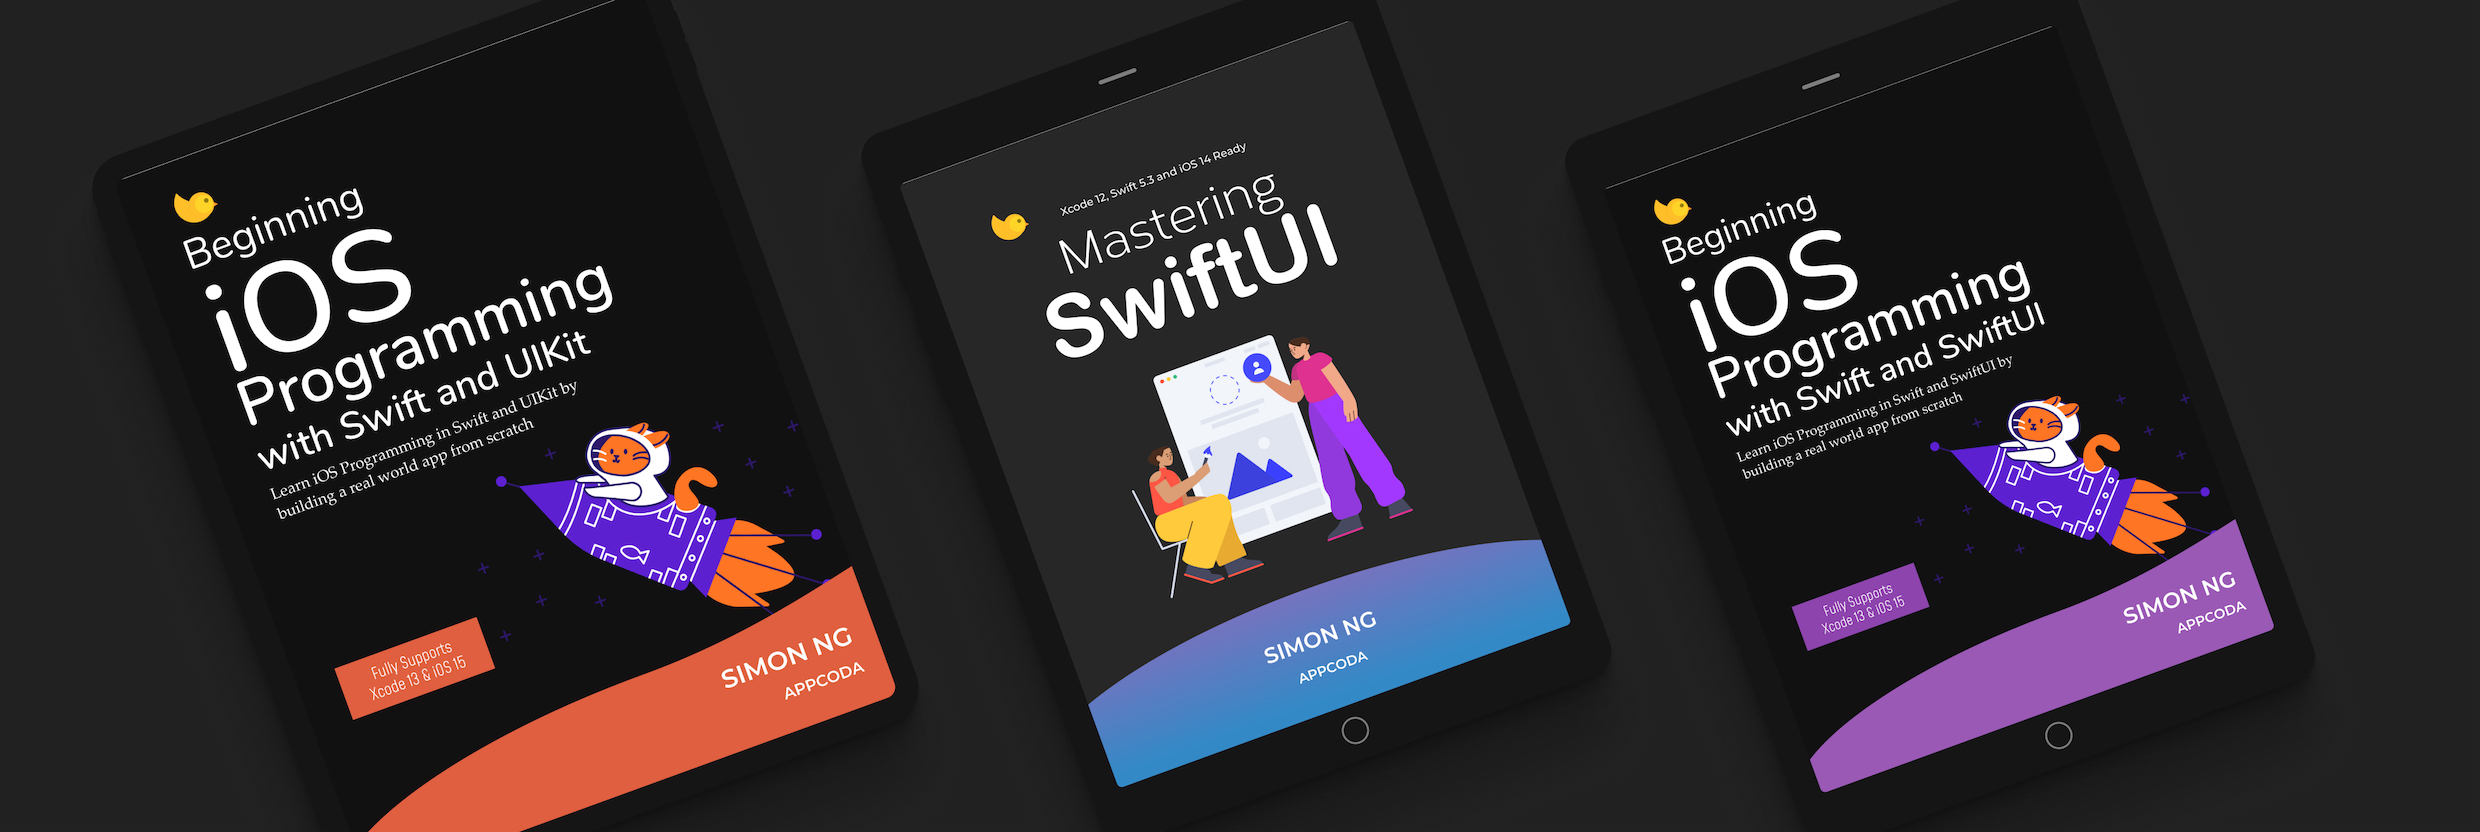 Beginning
iOS
Programming
with Swift and UIKit
Learn iOS Programming in Swift and UIKit by
building a real world app from scratch
Fully Supports
Xcode 13 & iOS 15
SIMON NG
APPCODA
Xcode 12, Swift 5.3 and iOS 14 Ready
Mastering
SwiftUI
SIMON NG
APPCODA
Beginning
iOS
Programming
with Swift and SwiftUI
Learn iOS Programming in Swift and SwiftUI by
building a real world app from scratch
Fully Supports
Xcode 13 & iOS 15
SIMON NG
APPCODA